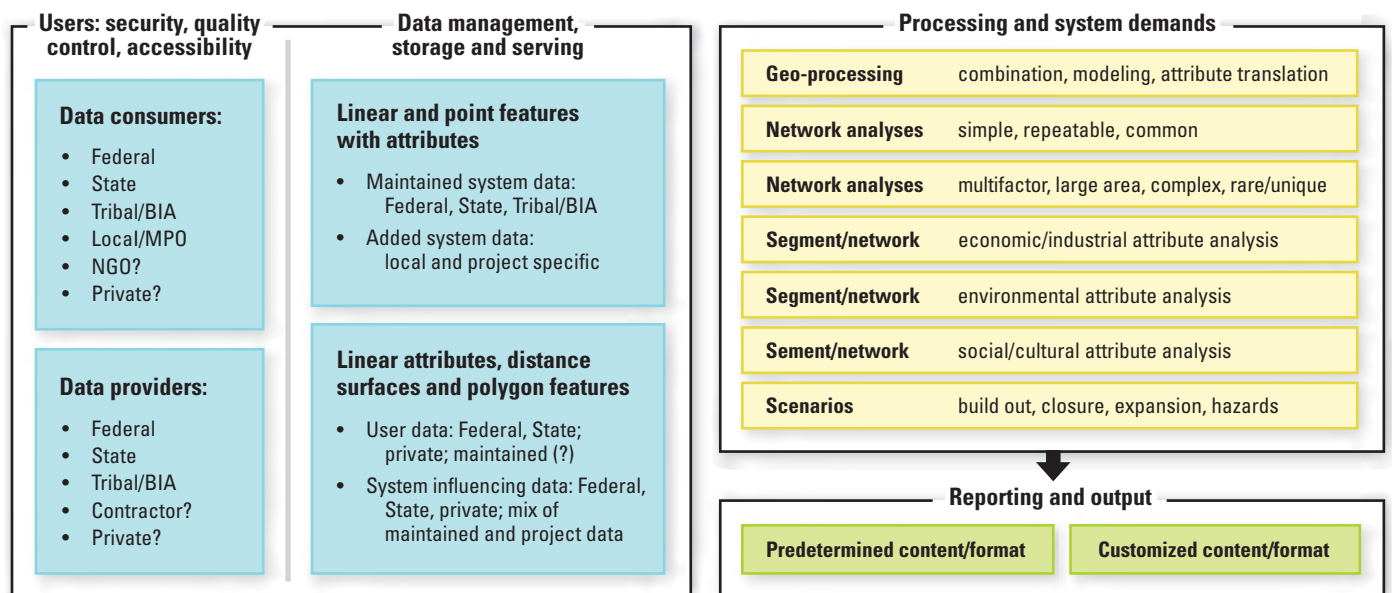 Users: security, quality
control, accessibility
Data consumers:
• Federal
• State
• Tribal/BIA
• Local/MPO
• NGO?
• Private?
Data providers:
• Federal
• State
• Tribal/BIA
• Contractor?
• Private?
Data management,
storage and serving
Linear and point features
with attributes
• Maintained system data:
Federal, State, Tribal/BIA
• Added system data:
local and project specific
Linear attributes, distance
surfaces and polygon features
• User data: Federal, State;
private; maintained (?)
• System influencing data: Federal,
State, private; mix of
maintained and project data
Processing and system demands
Geo-processing combination, modeling, attribute translation
Network analyses simple, repeatable, common
Network analyses multifactor, large area, complex, rare/unique
Segment/network economic/industrial attribute analysis
Segment/network environmental attribute analysis
Sement/network social/cultural attribute analysis
Scenarios build out, closure, expansion, hazards
Reporting and output
Predetermined content/format
Customized content/format